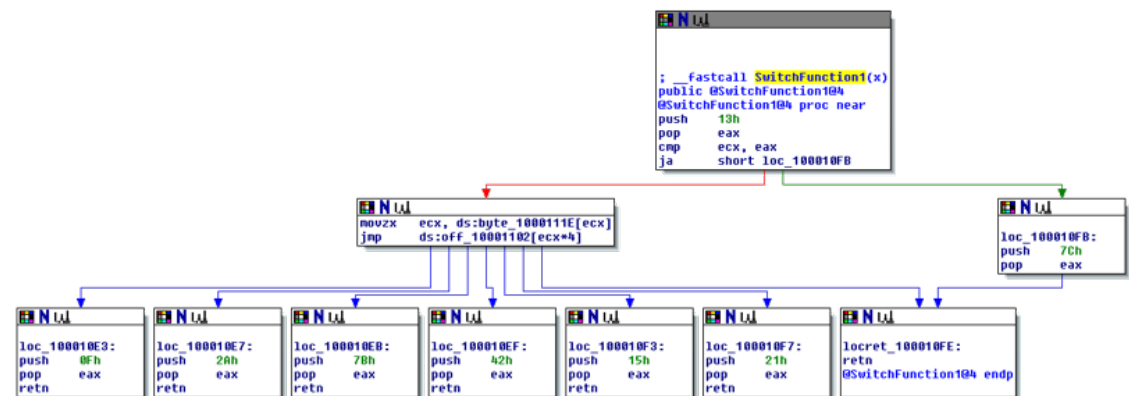 ; __fastcall SwitchFunction1(x)
public @SwitchFunction1@4
@SwitchFunction1@4 proc near
push 13h
pop eax
cmp ecx, eax
ja short loc_100010FB
movzx ecx, ds:byte_1000111E[ecx]
jmp ds:off_10001102[ecx*4]
loc_100010FB:
push 7Ch
pop eax
loc_100010E3:
push 0Fh
pop eax
retn
loc_100010E7:
push 2Ah
pop eax
retn
loc_100010EB:
push 7Bh
pop eax
retn
loc_100010EF:
push 42h
pop eax
retn
loc_100010F3:
push 15h
pop eax
retn
loc_100010F7:
push 21h
pop eax
retn
locret_100010FE:
retn
@SwitchFunction1@4 endp